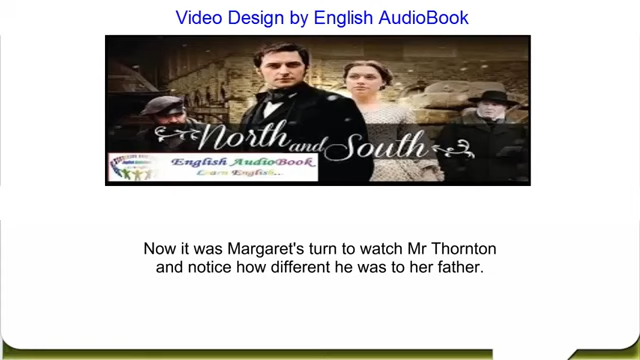 Video Design by English AudioBook
North and South
English AudioBook
Learn English...
Now it was Margaret's turn to watch Mr Thornton
and notice how different he was to her father.